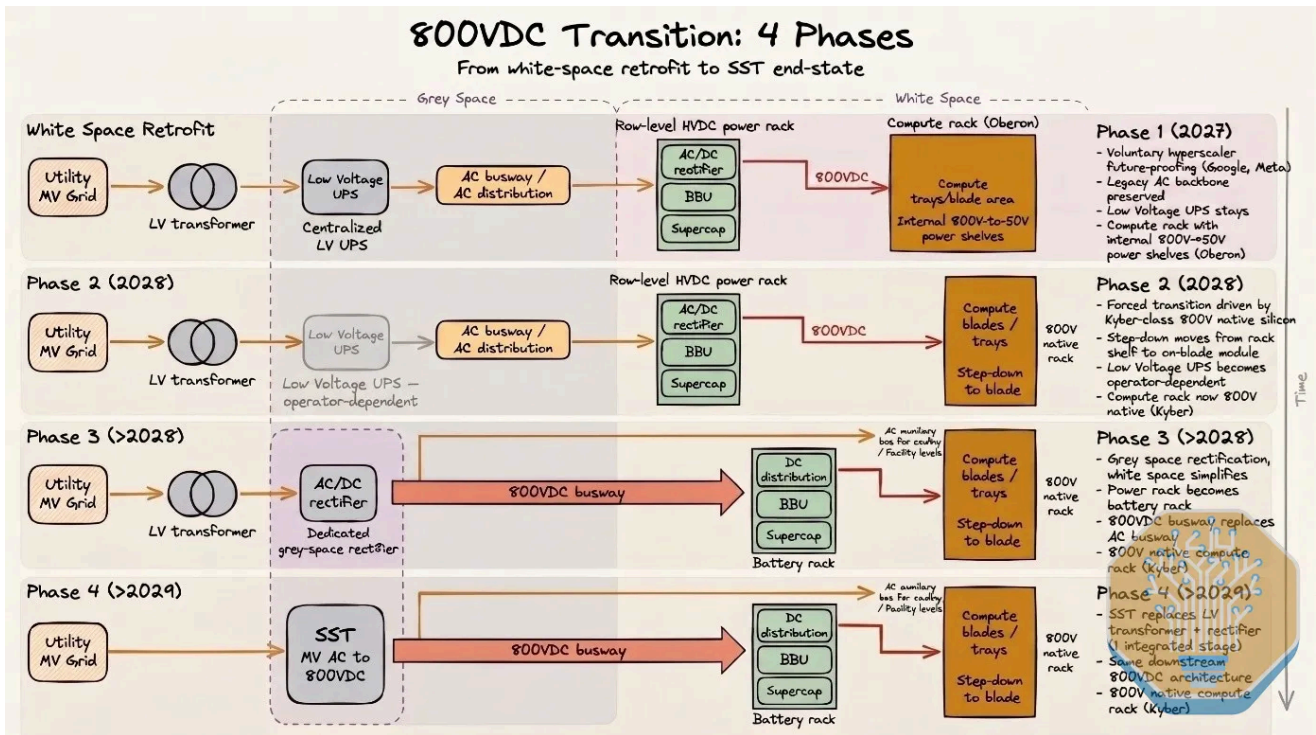 800VDC Transition: 4 Phases
From white-space retrofit to SST end-state
Grey Space
White Space
White Space Retrofit
Utility
MV Grid
LV transformer
Low Voltage
UPS
Centralized
LV UPS
AC busway /
AC distribution
Row-level HVDC power rack
AC/DC
rectifier
BBU
Supercap
800VDC
Compute rack (Oberon)
Compute
trays/blade area
Internal 800V-to-50V
power shelves
Phase 1 (2027)
- Voluntary hyperscaler
future-proofing (Google, Meta)
- Legacy AC backbone
preserved
- Low Voltage UPS stays
- Compute rack with
internal 800V-to50V
power shelves (Oberon)
Phase 2 (2028)
Utility
MV Grid
LV transformer
Low Voltage
UPS
Low Voltage UPS —
operator-dependent
AC busway /
AC distribution
Row-level HVDC power rack
AC/DC
rectifier
BBU
Supercap
800VDC
Compute
blades /
trays
Step-down
to blade
800V
native
rack
Phase 2 (2028)
- Forced transition driven by
Kyber-class 800V native silicon
- Step-down moves from rack
shelf to on-blade module
- Low Voltage UPS becomes
operator-dependent
- Compute rack now 800V
native (Kyber)
Time
Phase 3 (>2028)
Utility
MV Grid
LV transformer
AC/DC
rectifier
Dedicated
grey-space rectifier
800VDC busway
AC
/ Facility levels
DC
distribution
BBU
Supercap
Battery rack
Compute
blades /
trays
Step-down
to blade
800V
native
rack
Phase 3 (>2028)
- Grey space rectification,
white space simplifies
- Power rack becomes
battery rack
- 800VDC busway replaces
AC busway
- 800V native compute
rack (Kyber)
Phase 4 (>2029)
Utility
MV Grid
SST
MV AC to
800VDC
800VDC busway
AC
DC
distribution
BBU
Supercap
Battery rack
Compute
blades /
trays
Step-down
to blade
800V
native
rack
Phase 4 (>2029)
- SST replaces LV
transformer + rectifier
(1 integrated stage)
- Same downstream
800VDC architecture
- 800V native compute
rack (Kyber)